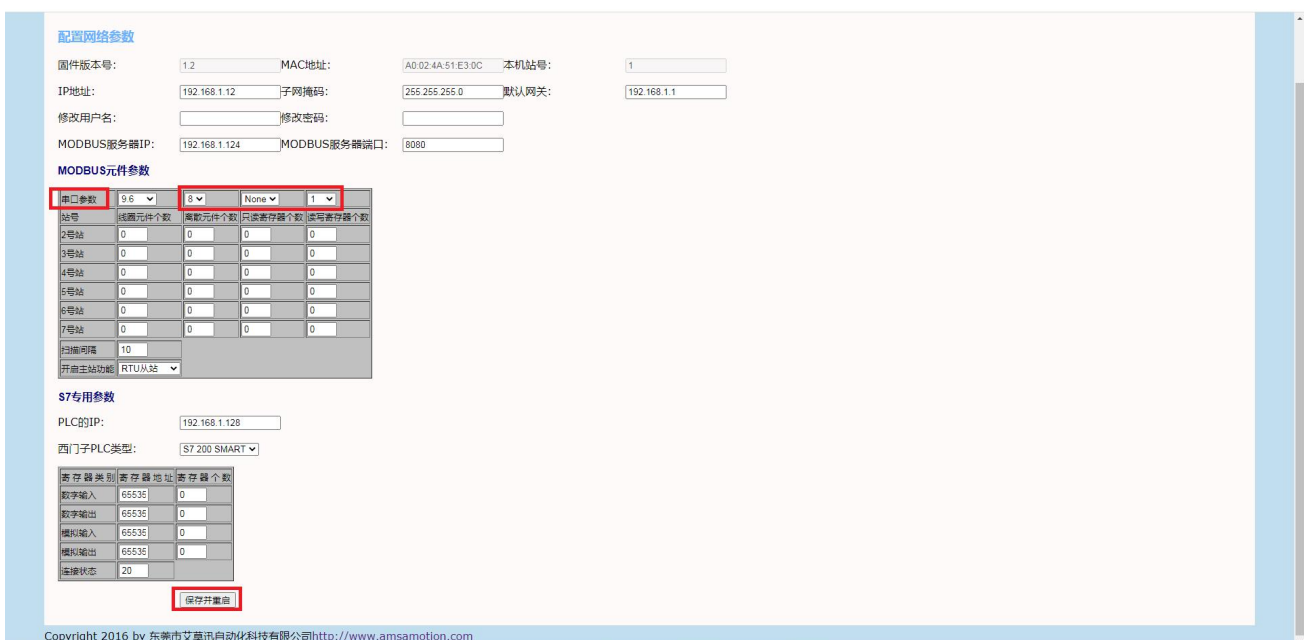 配置网络参数
固件版本号: 1.2 MAC地址: A0:02:4A:51:E3:0C 本机站号: 1
IP地址: 192.168.1.12 子网掩码: 255.255.255.0 默认网关: 192.168.1.1
修改用户名: 修改密码:
MODBUS服务器IP: 192.168.1.124 MODBUS服务器端口: 8080
MODBUS元件参数
串口参数 9.6 8 None 1
站号 线圈元件个数 离散元件个数 只读寄存器个数 读写寄存器个数
2号站 0 0 0 0
3号站 0 0 0 0
4号站 0 0 0 0
5号站 0 0 0 0
6号站 0 0 0 0
7号站 0 0 0 0
扫描间隔 10
开启主站功能 RTU从站
S7专用参数
PLC的IP: 192.168.1.128
西门子PLC类型: S7 200 SMART
寄存器类别 寄存器地址 寄存器个数
数字输入 65535 0
数字输出 65535 0
模拟输入 65535 0
模拟输出 65535 0
连接状态 20
保存并重启
Copyright 2016 by 东莞市艾莫迅自动化科技有限公司http://www.amsamotion.com